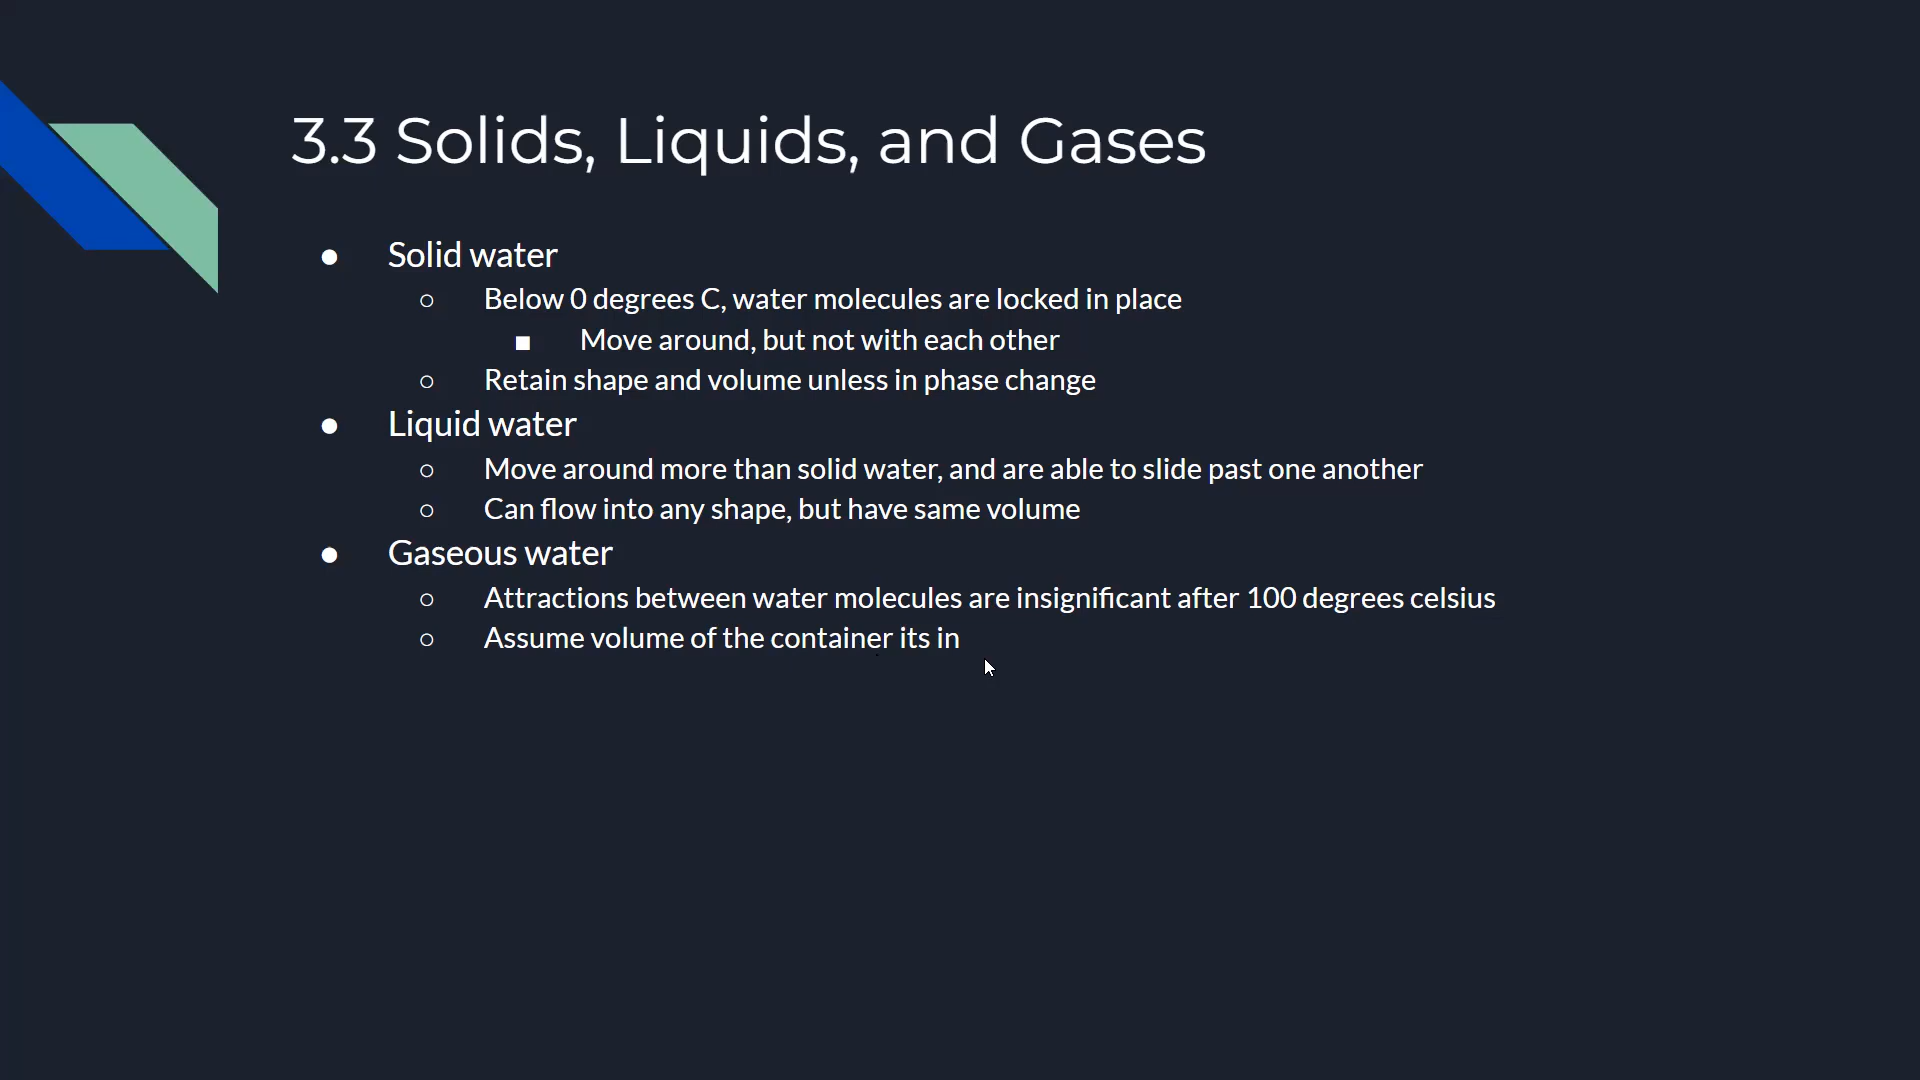 3.3 Solids, Liquids, and Gases
● Solid water
○ Below 0 degrees C, water molecules are locked in place
■ Move around, but not with each other
○ Retain shape and volume unless in phase change
● Liquid water
○ Move around more than solid water, and are able to slide past one another
○ Can flow into any shape, but have same volume
● Gaseous water
○ Attractions between water molecules are insignificant after 100 degrees celsius
○ Assume volume of the container its in